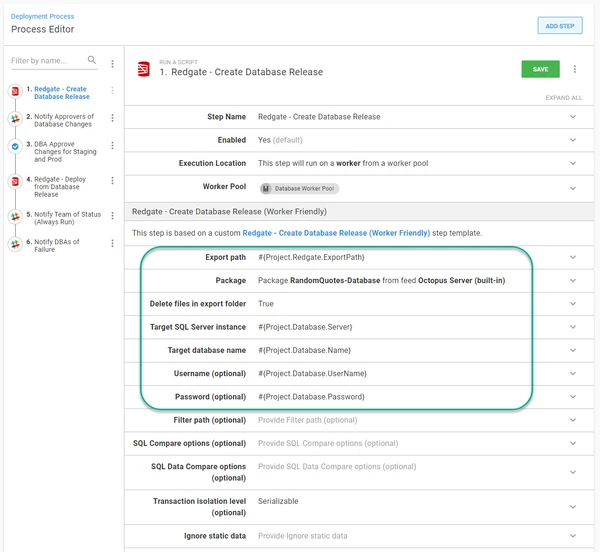 Deployment Process
Process Editor
ADD STEP
Filter by name...
1. Redgate - Create
Database Release
2. Notify Approvers of
Database Changes
3. DBA Approve
Changes for Staging
and Prod
4. Redgate - Deploy
from Database
Release
5. Notify Team of Status
(Always Run)
6. Notify DBAs of
Failure
RUN A SCRIPT
1. Redgate - Create Database Release
SAVE
EXPAND ALL
Step Name Redgate - Create Database Release
Enabled Yes (default)
Execution Location This step will run on a worker from a worker pool
Worker Pool Database Worker Pool
Redgate - Create Database Release (Worker Friendly)
This step is based on a custom Redgate - Create Database Release (Worker Friendly) step template.
Export path #{Project.Redgate.ExportPath}
Package Package RandomQuotes-Database from feed Octopus Server (built-in)
Delete files in export folder True
Target SQL Server instance #{Project.Database.Server}
Target database name #{Project.Database.Name}
Username (optional) #{Project.Database.UserName}
Password (optional) #{Project.Database.Password}
Filter path (optional) Provide Filter path (optional)
SQL Compare options (optional) Provide SQL Compare options (optional)
SQL Data Compare options
(optional) Provide SQL Data Compare options (optional)
Transaction isolation level
(optional) Serializable
Ignore static data Provide Ignore static data